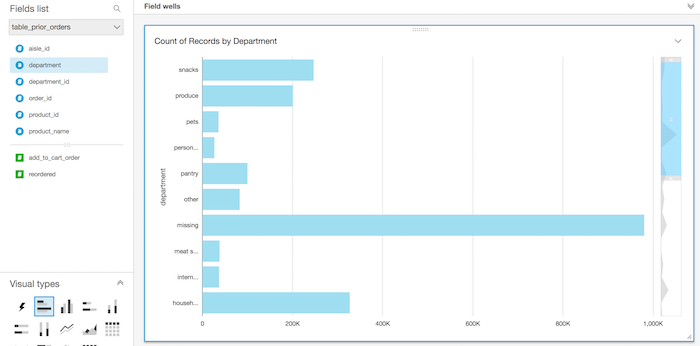 Fields list
table_prior_orders
aisle_id
department
department_id
order_id
product_id
product_name
add_to_cart_order
reordered
Visual types
Field wells
Count of Records by Department
department
snacks
produce
pets
person...
pantry
other
missing
meat s...
intern...
househ...
0
200K
400K
600K
800K
1,000K